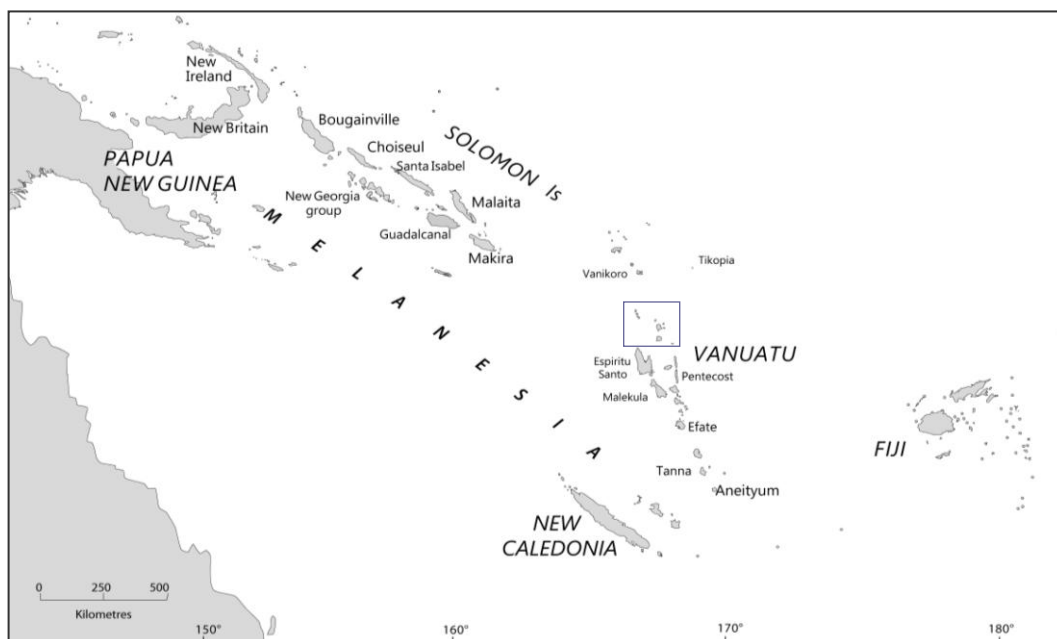 New
Ireland
New Britain
Bougainville
Choiseul
Santa Isabel
SOLOMON Is
PAPUA
NEW GUINEA
New Georgia
group
Malaita
Guadalcanal
Makira
Vanikoro
Tikopia
MELANESIA
VANUATU
Espiritu
Santo
Pentecost
Malekula
Efate
FIJI
Tanna
Aneityum
NEW
CALEDONIA
0 250 500
Kilometres
150° 160° 170° 180°